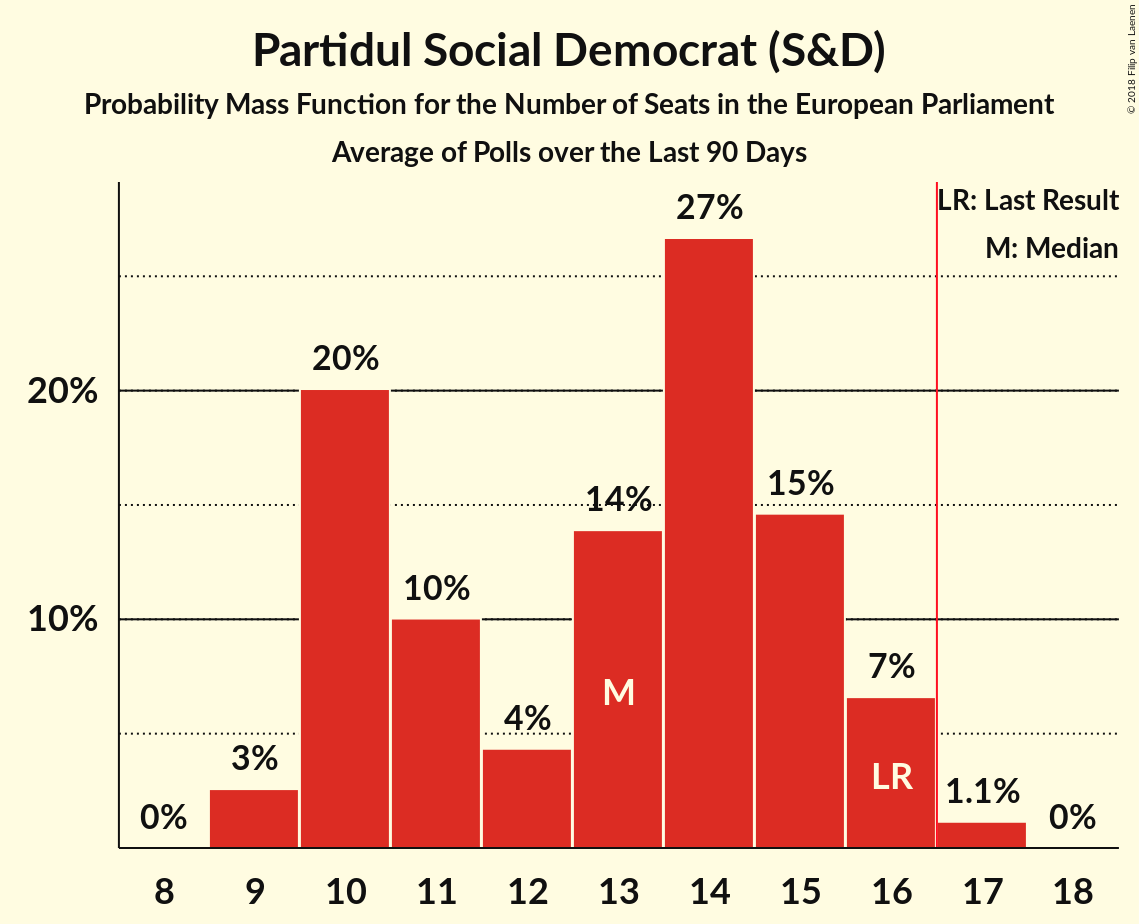 Partidul Social Democrat (S&D)
Probability Mass Function for the Number of Seats in the European Parliament
Average of Polls over the Last 90 Days
© 2018 Filip van Laenen
LR: Last Result
M: Median
27%
20%
20%
14%
15%
10%
10%
7%
M
4%
3%
LR
1.1%
0%
0%
8 9 10 11 12 13 14 15 16 17 18